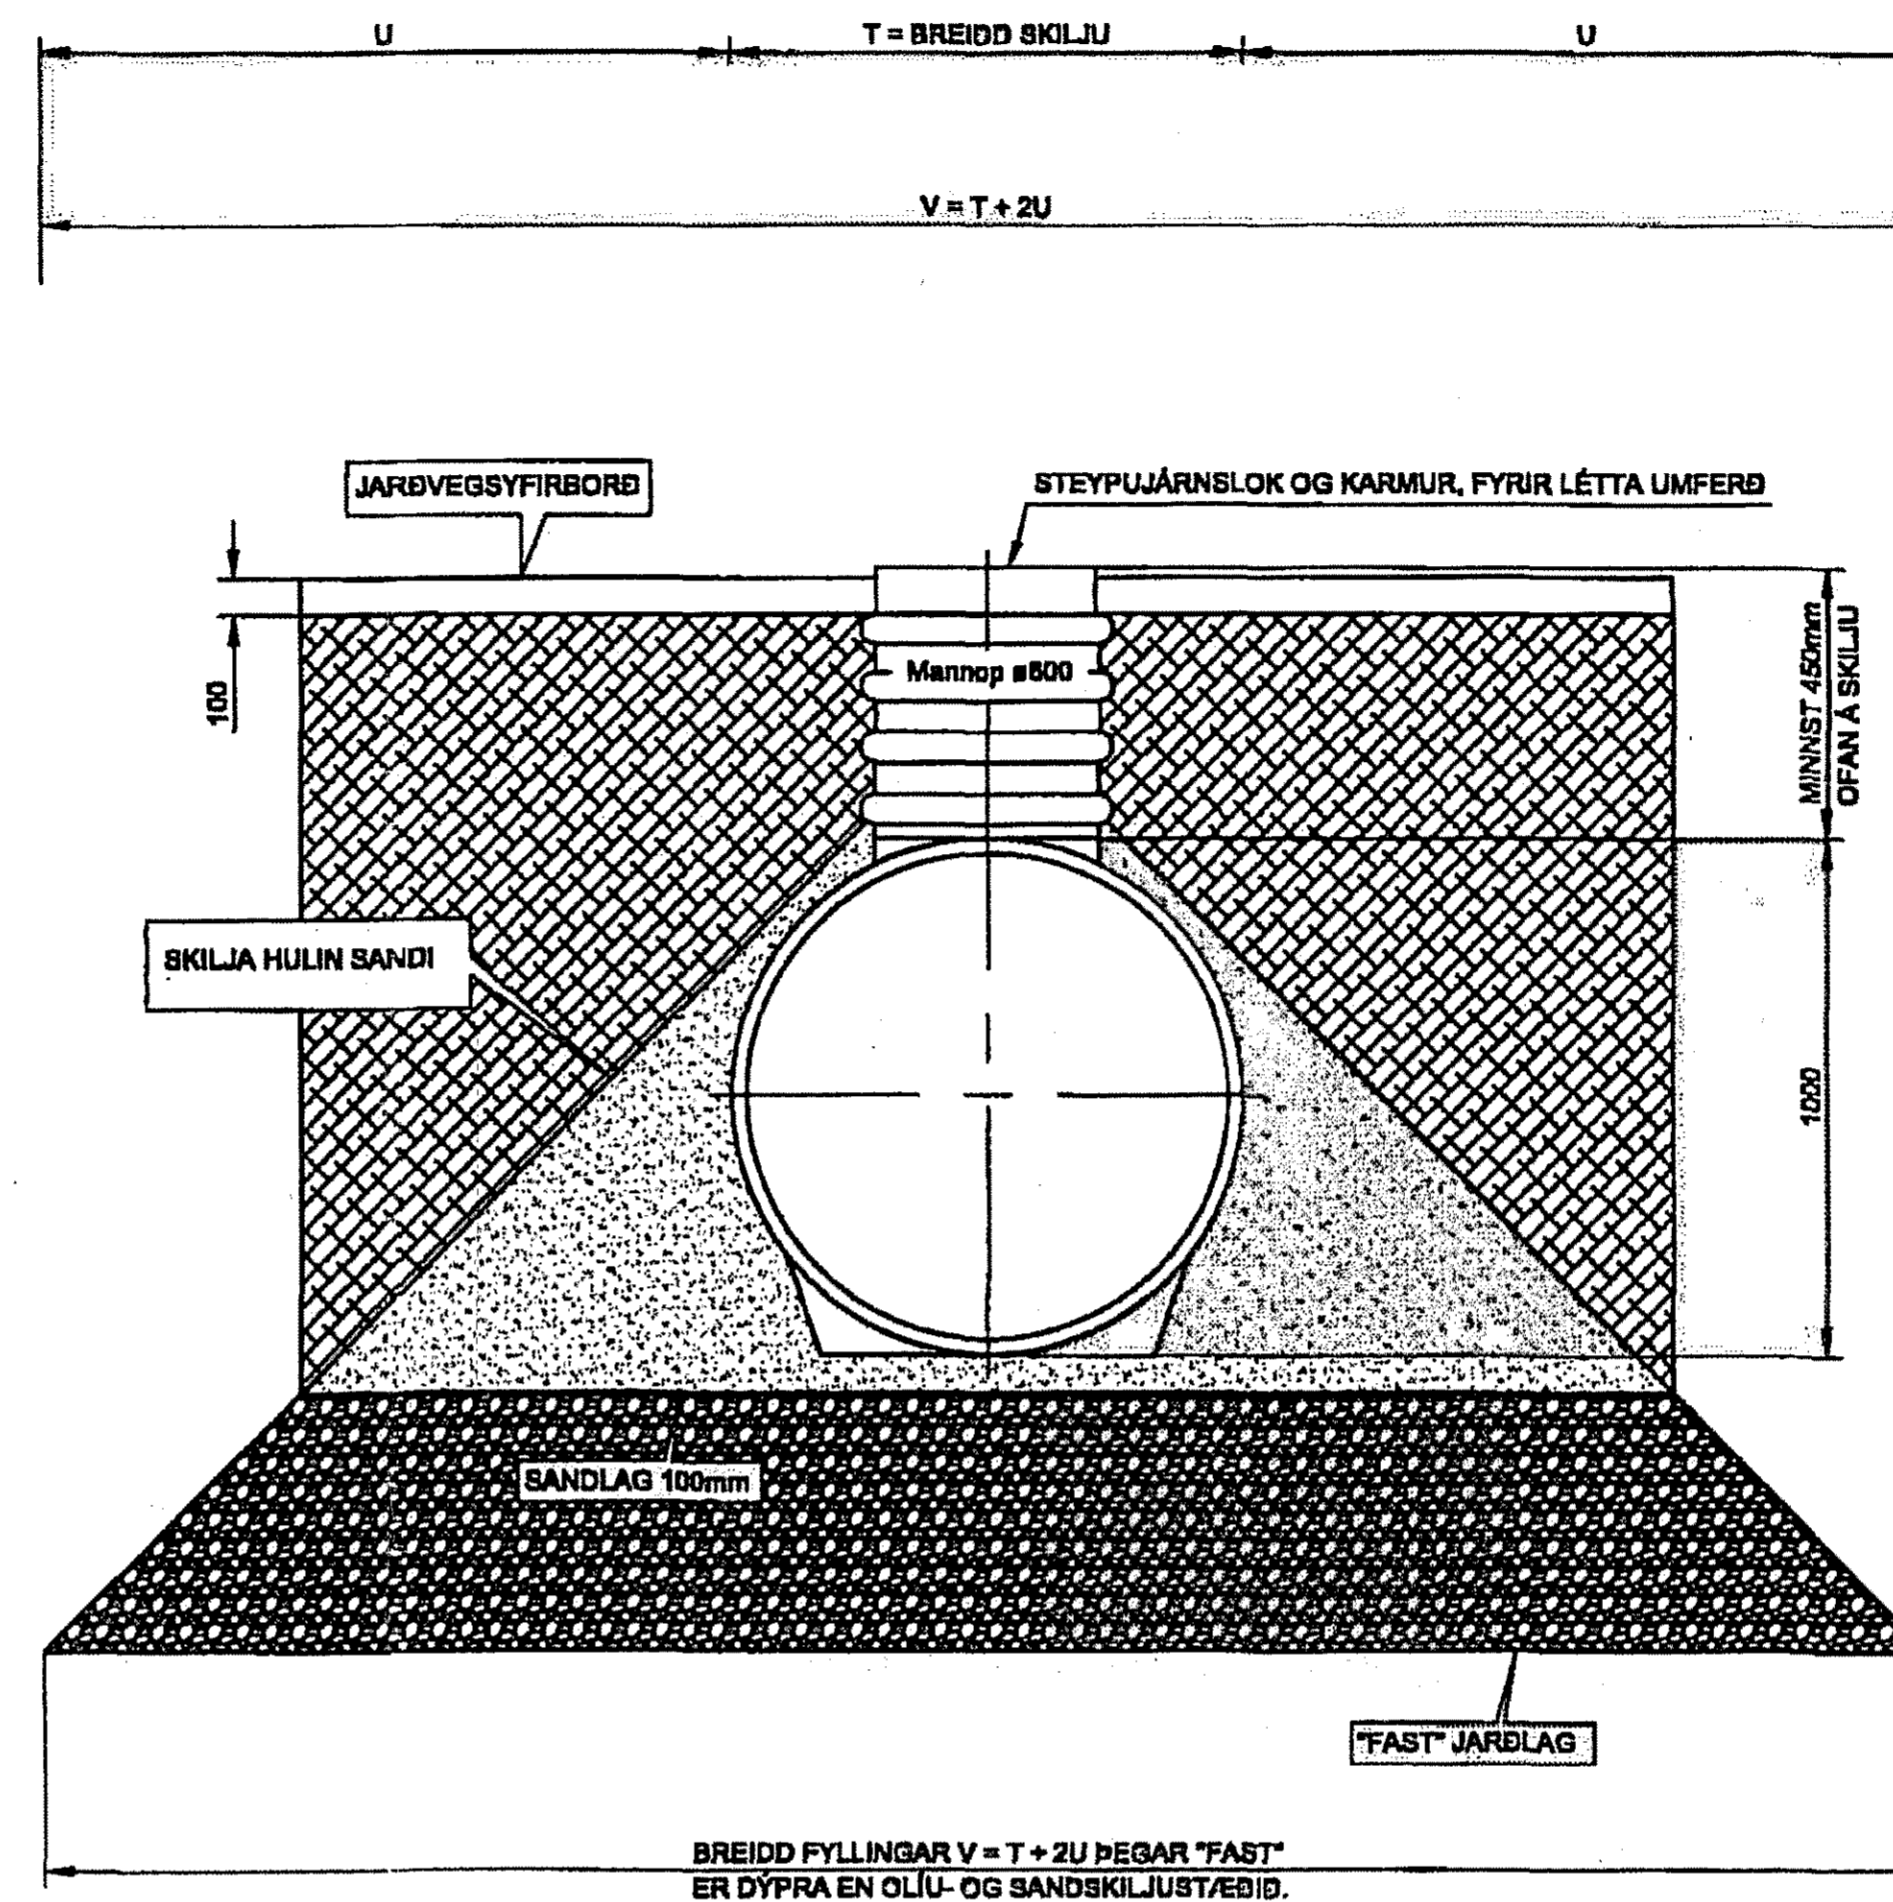 U
T = BREIDD SKILJU
U
V = T + 2U
JARÐVEGSYFIRBORÐ
STEYPUJÁRNSLOK OG KARMUR, FYRIR LÉTTA UMFERÐ
100
Mannop ø600
MINNST 450mm
OFAN Á SKILJU
SKILJA HULIN SANDI
1000
SANDLAG 100mm
"FAST" JARÐLAG
BREIDD FYLLINGAR V = T + 2U ÞEGAR "FAST"
ER DÝPRA EN OLÍU- OG SANDSKILJUSTÆÐIÐ.